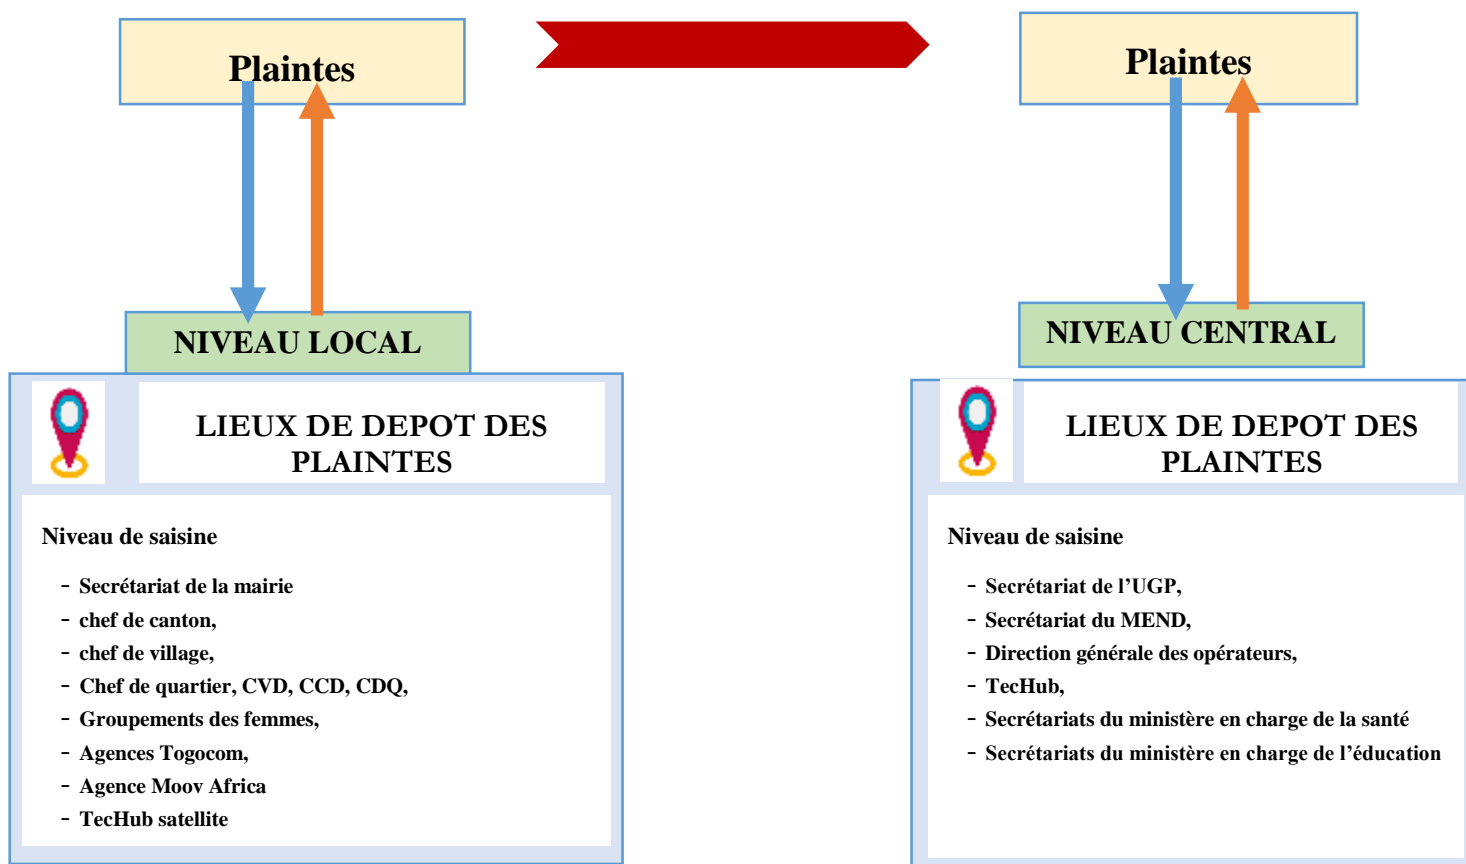 Plaintes
NIVEAU LOCAL
LIEUX DE DEPOT DES
PLAINTES
Niveau de saisine
- Secrétariat de la mairie
- chef de canton,
- chef de village,
- Chef de quartier, CVD, CCD, CDQ,
- Groupements des femmes,
- Agences Togocom,
- Agence Moov Africa
- TecHub satellite
Plaintes
NIVEAU CENTRAL
LIEUX DE DEPOT DES
PLAINTES
Niveau de saisine
- Secrétariat de l’UGP,
- Secrétariat du MEND,
- Direction générale des opérateurs,
- TecHub,
- Secrétariats du ministère en charge de la santé
- Secrétariats du ministère en charge de l’éducation